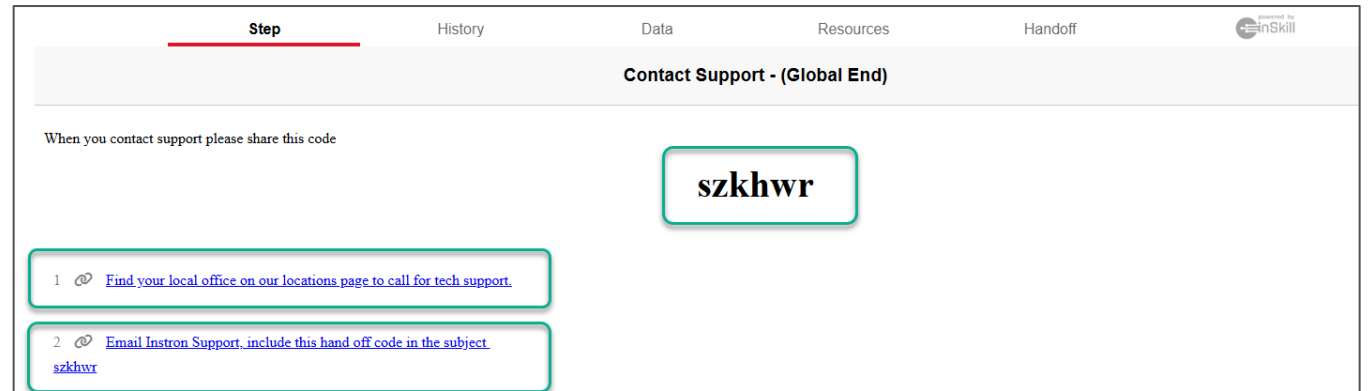 Step History Data Resources Handoff powered by inSkill
Contact Support - (Global End)
When you contact support please share this code
szkhwr
1 Find your local office on our locations page to call for tech support.
2 Email Instron Support, include this hand off code in the subject
szkhwr